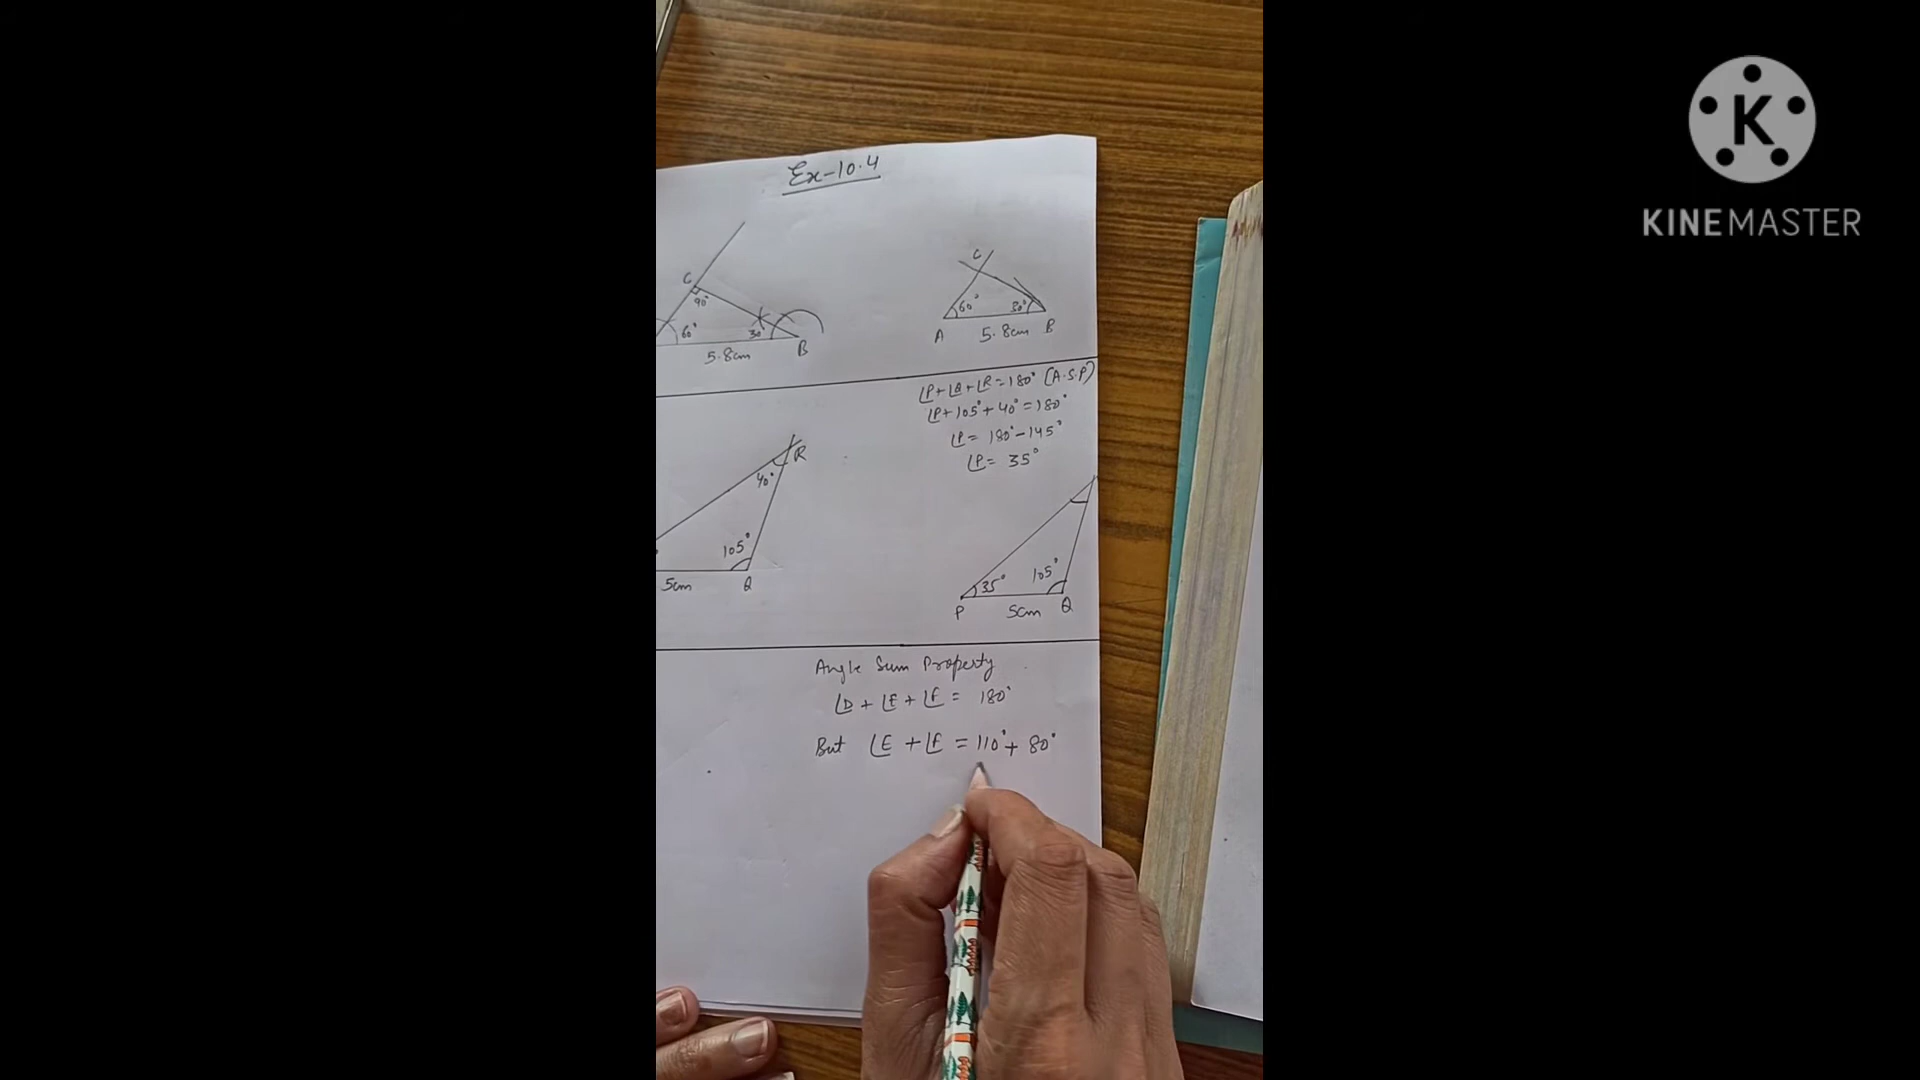 K
KINEMASTER
Ex-10.4
C
90°
60°
30°
5.8cm
B
C
60°
30°
A
5.8cm
B
∠P+∠Q+∠R=180° (A.S.P)
∠P+105°+40°=180°
∠P= 180°-145°
∠P= 35°
R
40°
105°
5cm
Q
35°
105°
P
5cm
Q
Angle Sum Property
∠D + ∠E + ∠F = 180°
But ∠E + ∠F = 110° + 80°